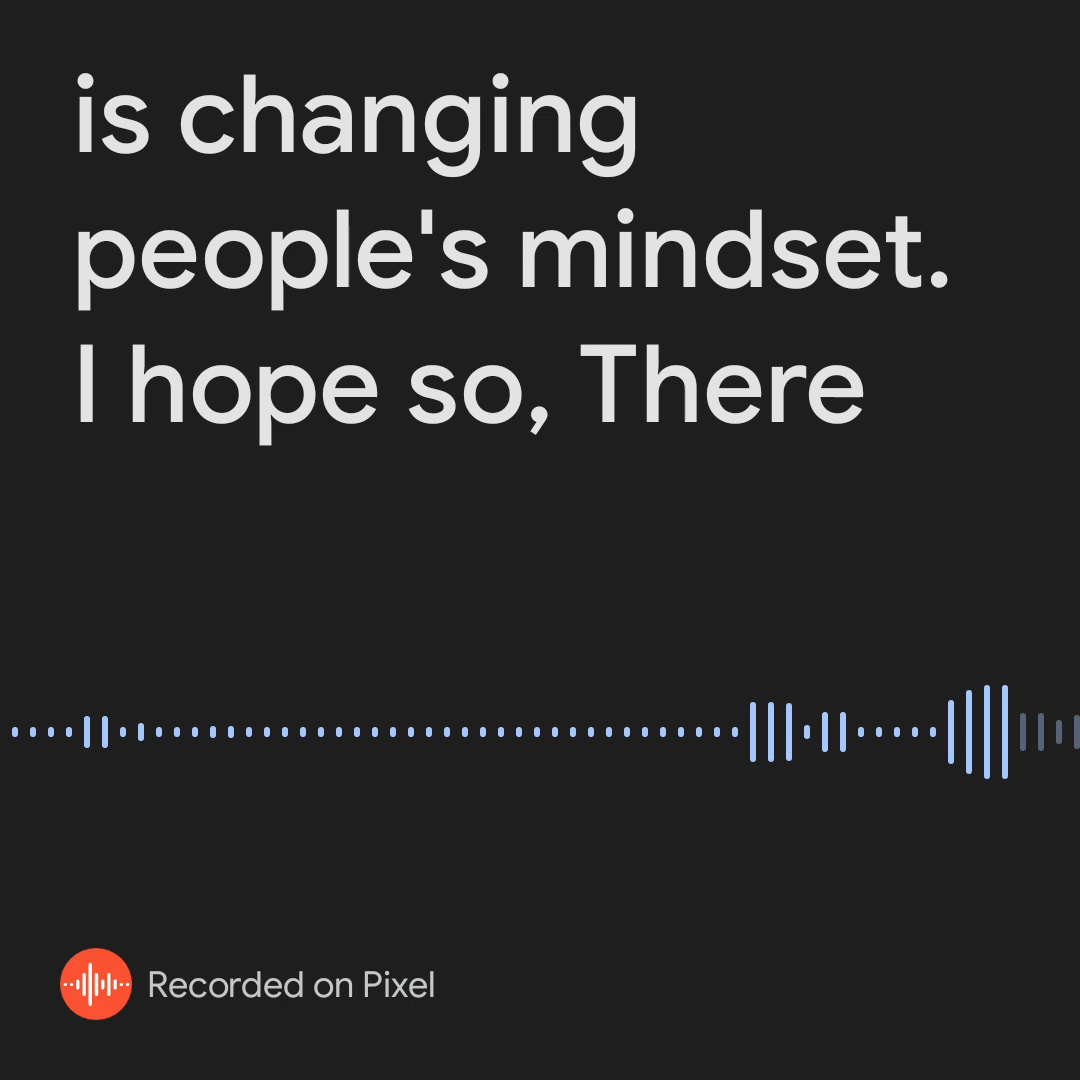 is changing
people's mindset.
I hope so, There
Recorded on Pixel